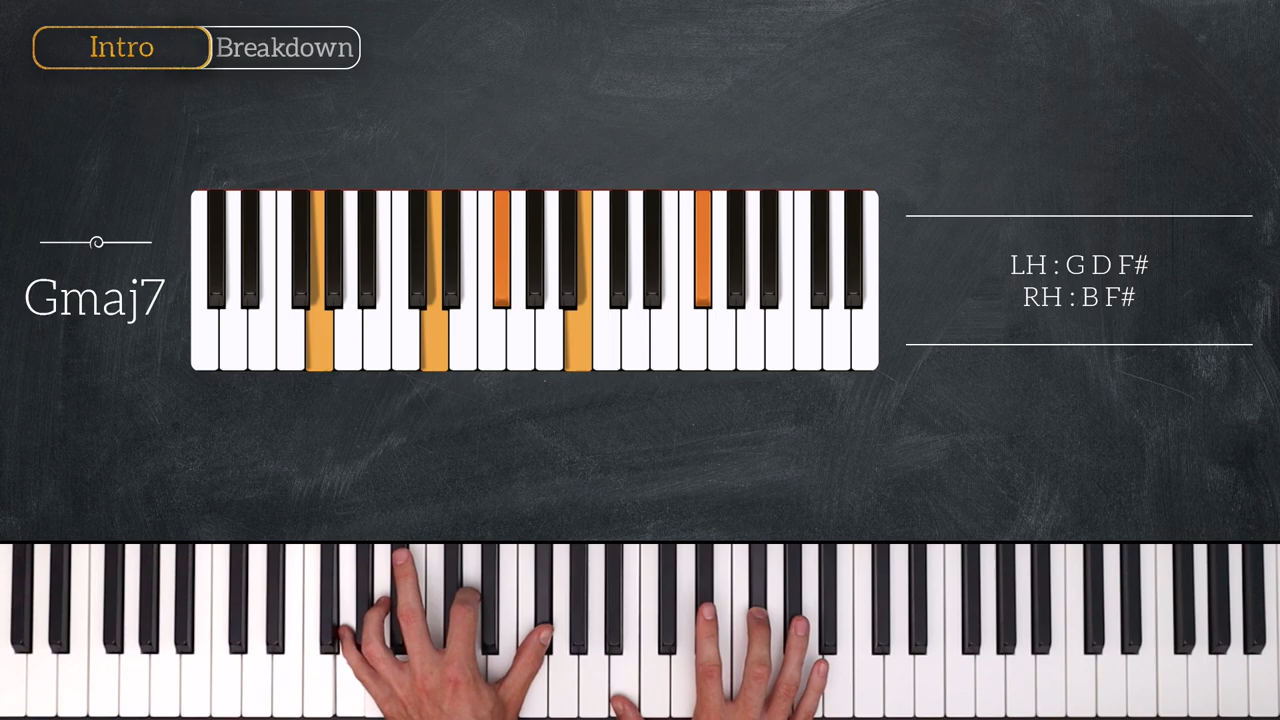 Intro
Breakdown
Gmaj7
LH : G D F#
RH : B F#